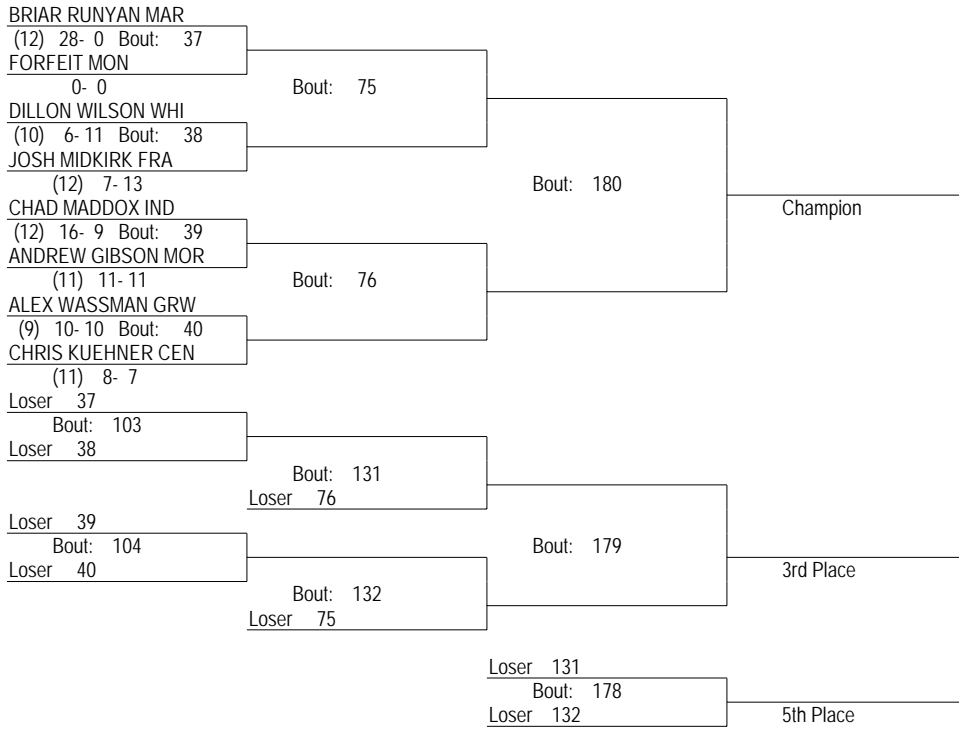 BRIAR RUNYAN MAR
(12) 28- 0 Bout: 37
FORFEIT MON
0- 0
Bout: 75
DILLON WILSON WHI
(10) 6- 11 Bout: 38
JOSH MIDKIRK FRA
(12) 7- 13
Bout: 180
CHAD MADDOX IND
Champion
(12) 16- 9 Bout: 39
ANDREW GIBSON MOR
(11) 11- 11
Bout: 76
ALEX WASSMAN GRW
(9) 10- 10 Bout: 40
CHRIS KUEHNER CEN
(11) 8- 7
Loser 37
Bout: 103
Loser 38
Bout: 131
Loser 76
Loser 39
Bout: 104
Bout: 179
Loser 40
3rd Place
Bout: 132
Loser 75
Loser 131
Bout: 178
Loser 132
5th Place